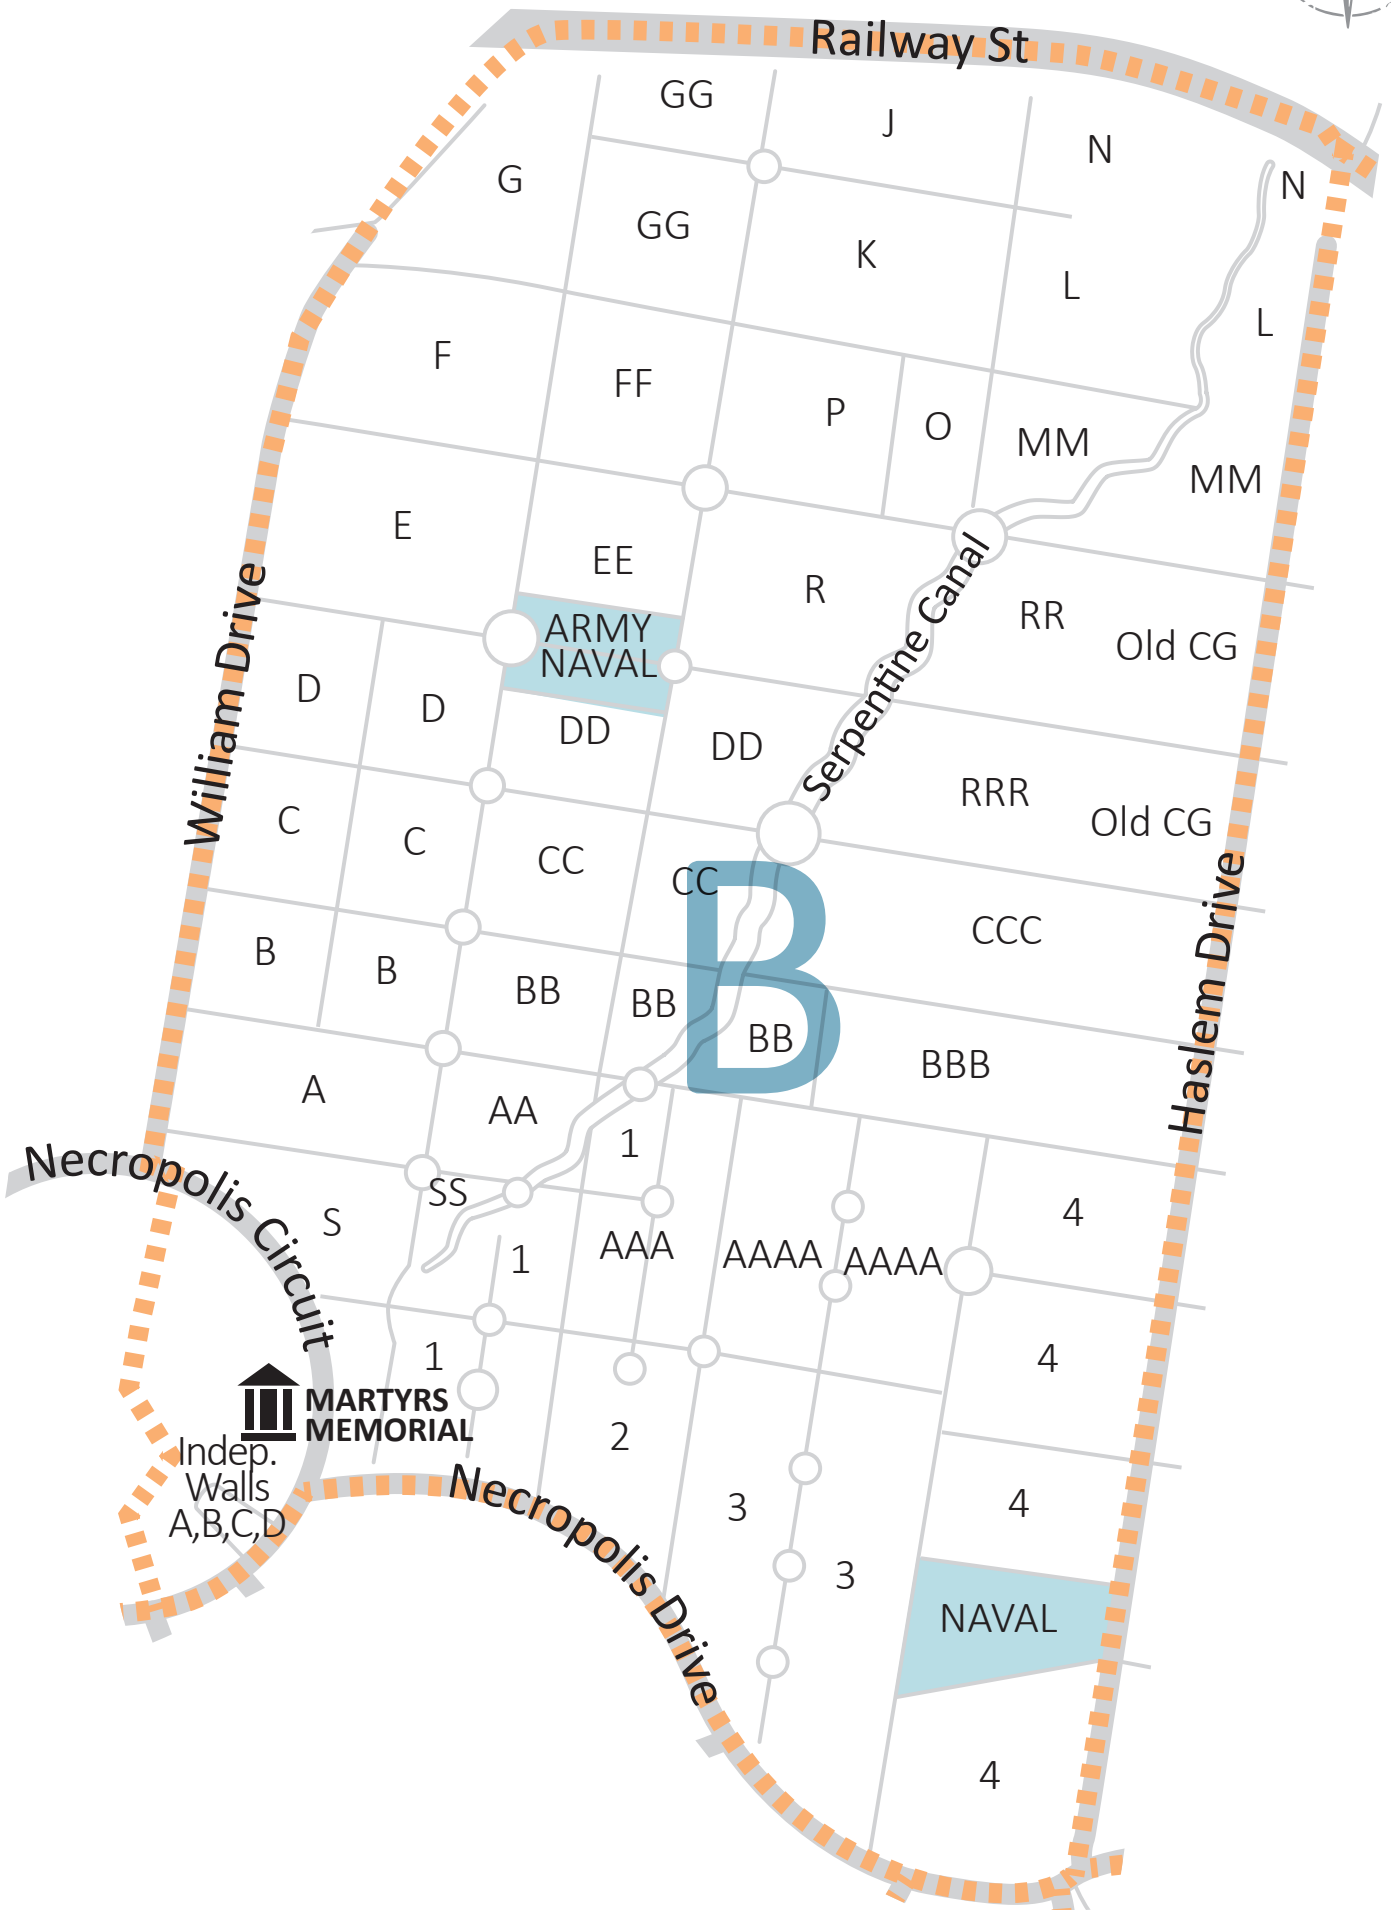 Railway St
GG
J
N
G
N
GG
K
L
L
F
FF
P
O
MM
MM
E
EE
R
RR
Old CG
ARMY
NAVAL
William Drive
Serpentine Canal
D
D
DD
DD
RRR
Old CG
C
C
CC
CC
B
CCC
Haslem Drive
B
B
BB
BB
BB
BBB
A
AA
1
Necropolis Circuit
S
SS
1
AAA
AAAA
AAAA
4
1
4
MARTYRS
MEMORIAL
Indep.
Walls
A,B,C,D
2
Necropolis Drive
3
4
3
NAVAL
4